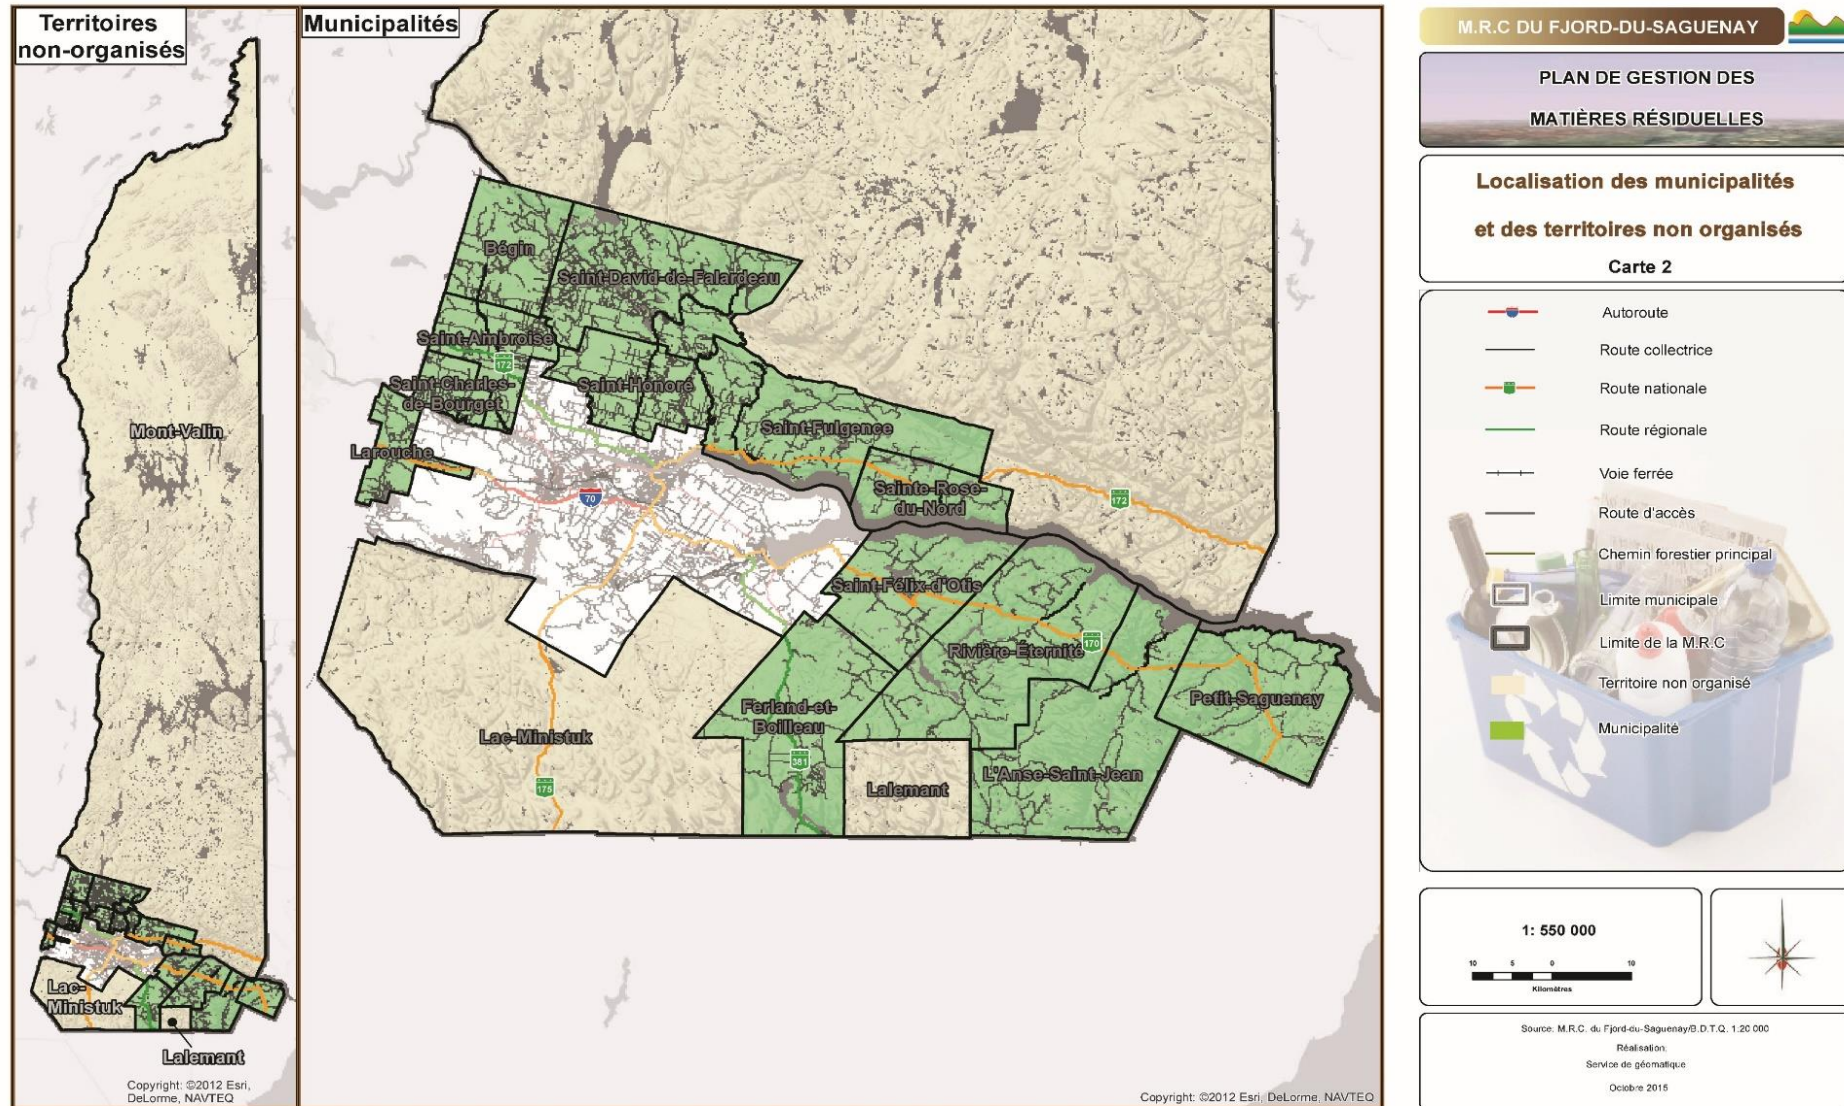 Territoires
non-organisés
Mont-Valin
Lac-
Ministuk
Lalemant
Copyright: ©2012 Esri,
DeLorme, NAVTEQ
Municipalités
Bégin
Saint-David-de-Falardeau
Saint-Ambroise
172
Saint-Charles-
de-Bourget
Saint-Honoré
Larouche
Saint-Fulgence
70
Sainte-Rose-
du-Nord
172
Saint-Félix-d'Otis
Rivière-Éternité
170
Petit-Saguenay
Ferland-et-
Boilleau
Lac-Ministuk
381
175
Lalemant
L'Anse-Saint-Jean
Copyright: ©2012 Esri, DeLorme, NAVTEQ
M.R.C DU FJORD-DU-SAGUENAY
PLAN DE GESTION DES
MATIÈRES RÉSIDUELLES
Localisation des municipalités
et des territoires non organisés
Carte 2
Autoroute
Route collectrice
Route nationale
Route régionale
Voie ferrée
Route d'accès
Chemin forestier principal
Limite municipale
Limite de la M.R.C
Territoire non organisé
Municipalité
1: 550 000
10 5 0 10
Kilomètres
Source: M.R.C. du Fjord-du-Saguenay/B.D.T.Q. 1:20 000
Réalisation:
Service de géomatique
Octobre 2015